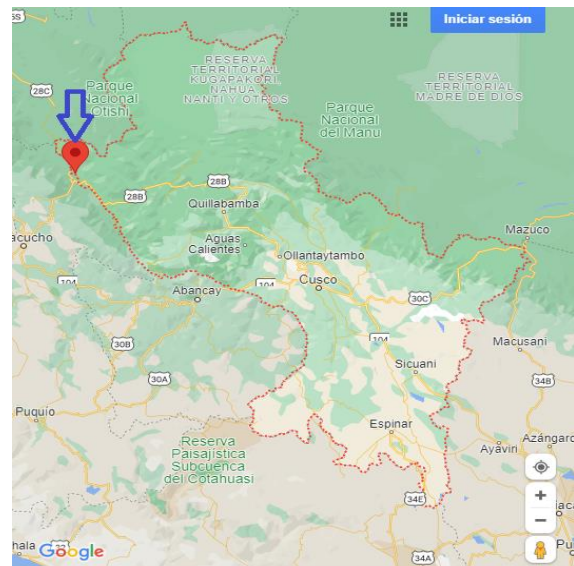 Iniciar sesión
28C
Parque
Nacional
Otishi
RESERVA
TERRITORIAL
KUGAPAKORI,
NAHUA,
NANTI Y OTROS
RESERVA
TERRITORIAL
MADRE DE DIOS
Parque
Nacional
del Manu
28B
28B
Quillabamba
acucho
Aguas
Calientes
Ollantaytambo
Mazuco
104
Abancay
104
Cusco
30C
30B
104
Macusani
30A
Sicuani
34B
Puquio
Espinar
Reserva
Paisajística
Subcuenca
del Cotahuasi
Ayaviri
Azángaro
34E
hala
Google
34A